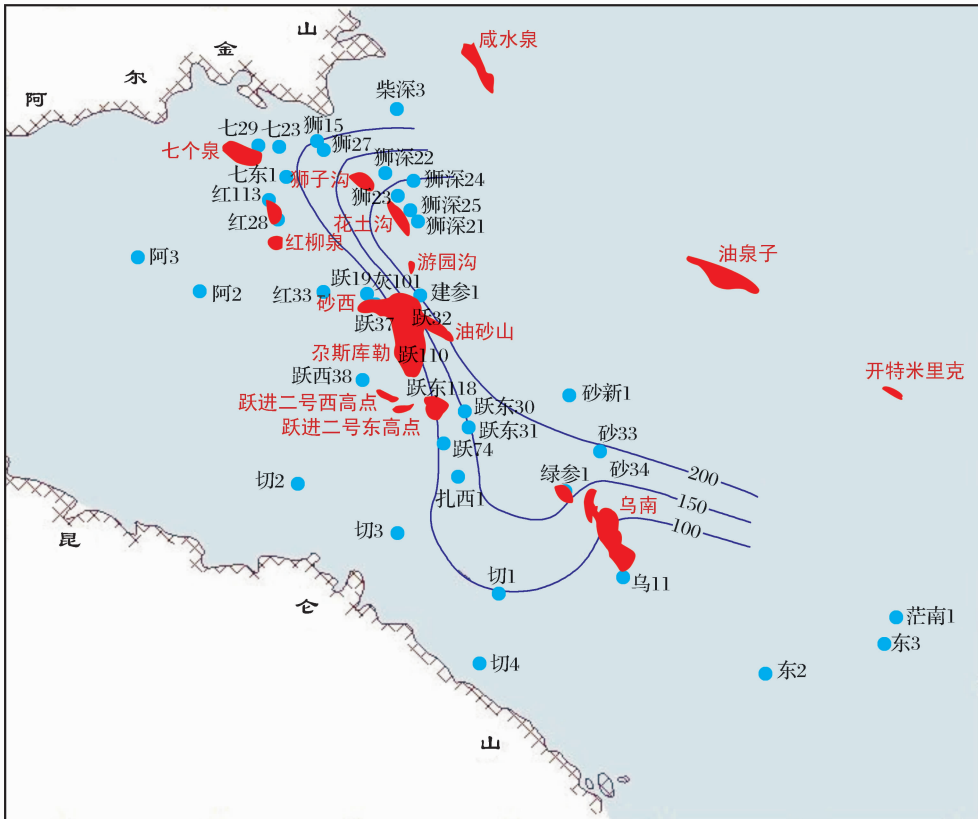 山
咸水泉
金
尔
阿
柴深3
狮15
七29
七23
狮27
七个泉
狮深22
七东1
狮子沟
狮深24
红113
狮23
狮深25
红28
花土沟
狮深21
红柳泉
阿3
游园沟
油泉子
跃19
灰101
阿2
红33
建参1
砂西
跃37
跃32
油砂山
尕斯库勒
跃110
开特米里克
跃西38
跃东118
砂新1
跃进二号西高点
跃东30
跃进二号东高点
跃东31
砂33
跃74
砂34
200
绿参1
切2
扎西1
150
乌南
100
切3
昆
切1
乌11
仑
茫南1
东3
切4
东2
山